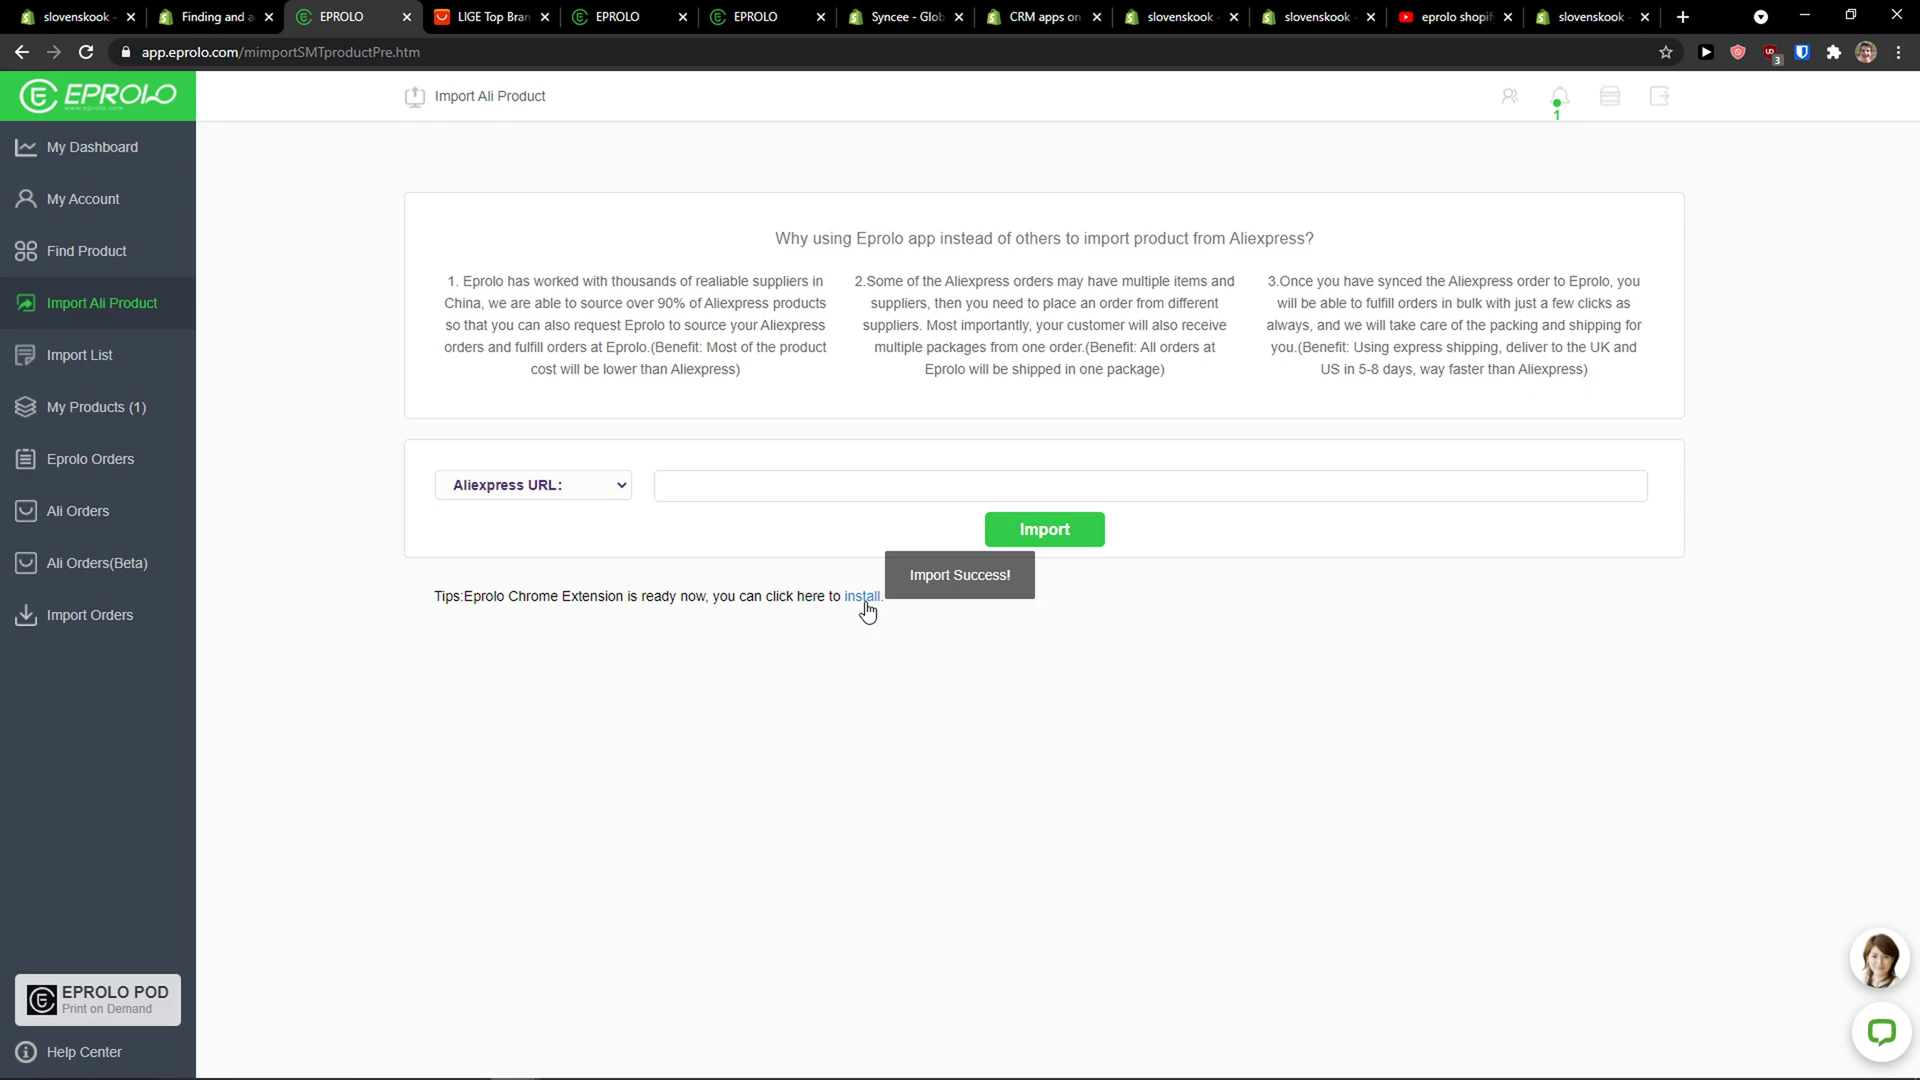 slovenskook
Finding and a
EPROLO
LIGE Top Bran
EPROLO
EPROLO
Syncee - Glob
CRM apps on
slovenskook
slovenskook
eprolo shopif
slovenskook
app.eprolo.com/mimportSMTproductPre.htm
3
EPROLO
www.eprolo.com
Import Ali Product
1
My Dashboard
My Account
Find Product
Import Ali Product
Import List
My Products (1)
Eprolo Orders
Ali Orders
Ali Orders(Beta)
Import Orders
Why using Eprolo app instead of others to import product from Aliexpress?
1. Eprolo has worked with thousands of realiable suppliers in
China, we are able to source over 90% of Aliexpress products
so that you can also request Eprolo to source your Aliexpress
orders and fulfill orders at Eprolo.(Benefit: Most of the product
cost will be lower than Aliexpress)
2.Some of the Aliexpress orders may have multiple items and
suppliers, then you need to place an order from different
suppliers. Most importantly, your customer will also receive
multiple packages from one order.(Benefit: All orders at
Eprolo will be shipped in one package)
3.Once you have synced the Aliexpress order to Eprolo, you
will be able to fulfill orders in bulk with just a few clicks as
always, and we will take care of the packing and shipping for
you.(Benefit: Using express shipping, deliver to the UK and
US in 5-8 days, way faster than Aliexpress)
Aliexpress URL:
Import
Import Success!
Tips:Eprolo Chrome Extension is ready now, you can click here to install.
EPROLO POD
Print on Demand
Help Center